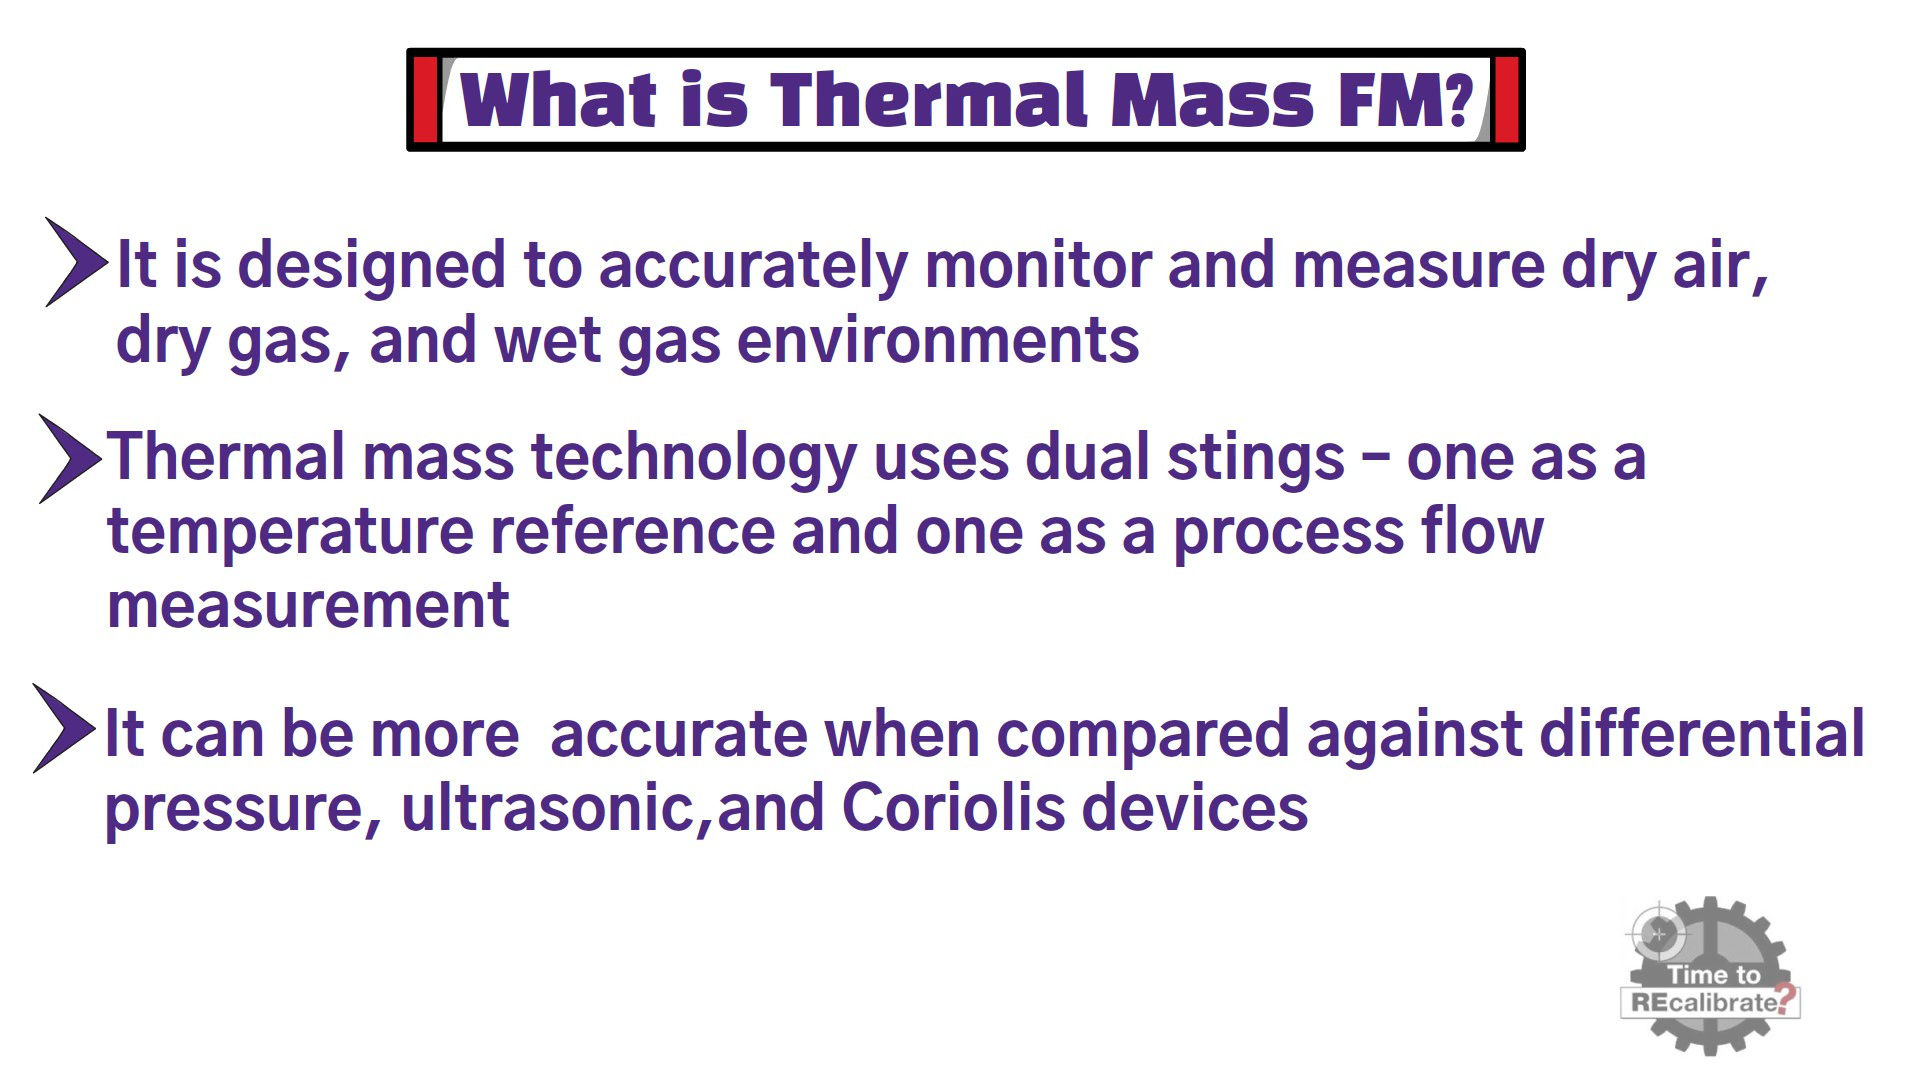 What is Thermal Mass FM?
It is designed to accurately monitor and measure dry air,
dry gas, and wet gas environments
Thermal mass technology uses dual stings – one as a
temperature reference and one as a process flow
measurement
It can be more  accurate when compared against differential
pressure, ultrasonic,and Coriolis devices
Time to
REcalibrate?